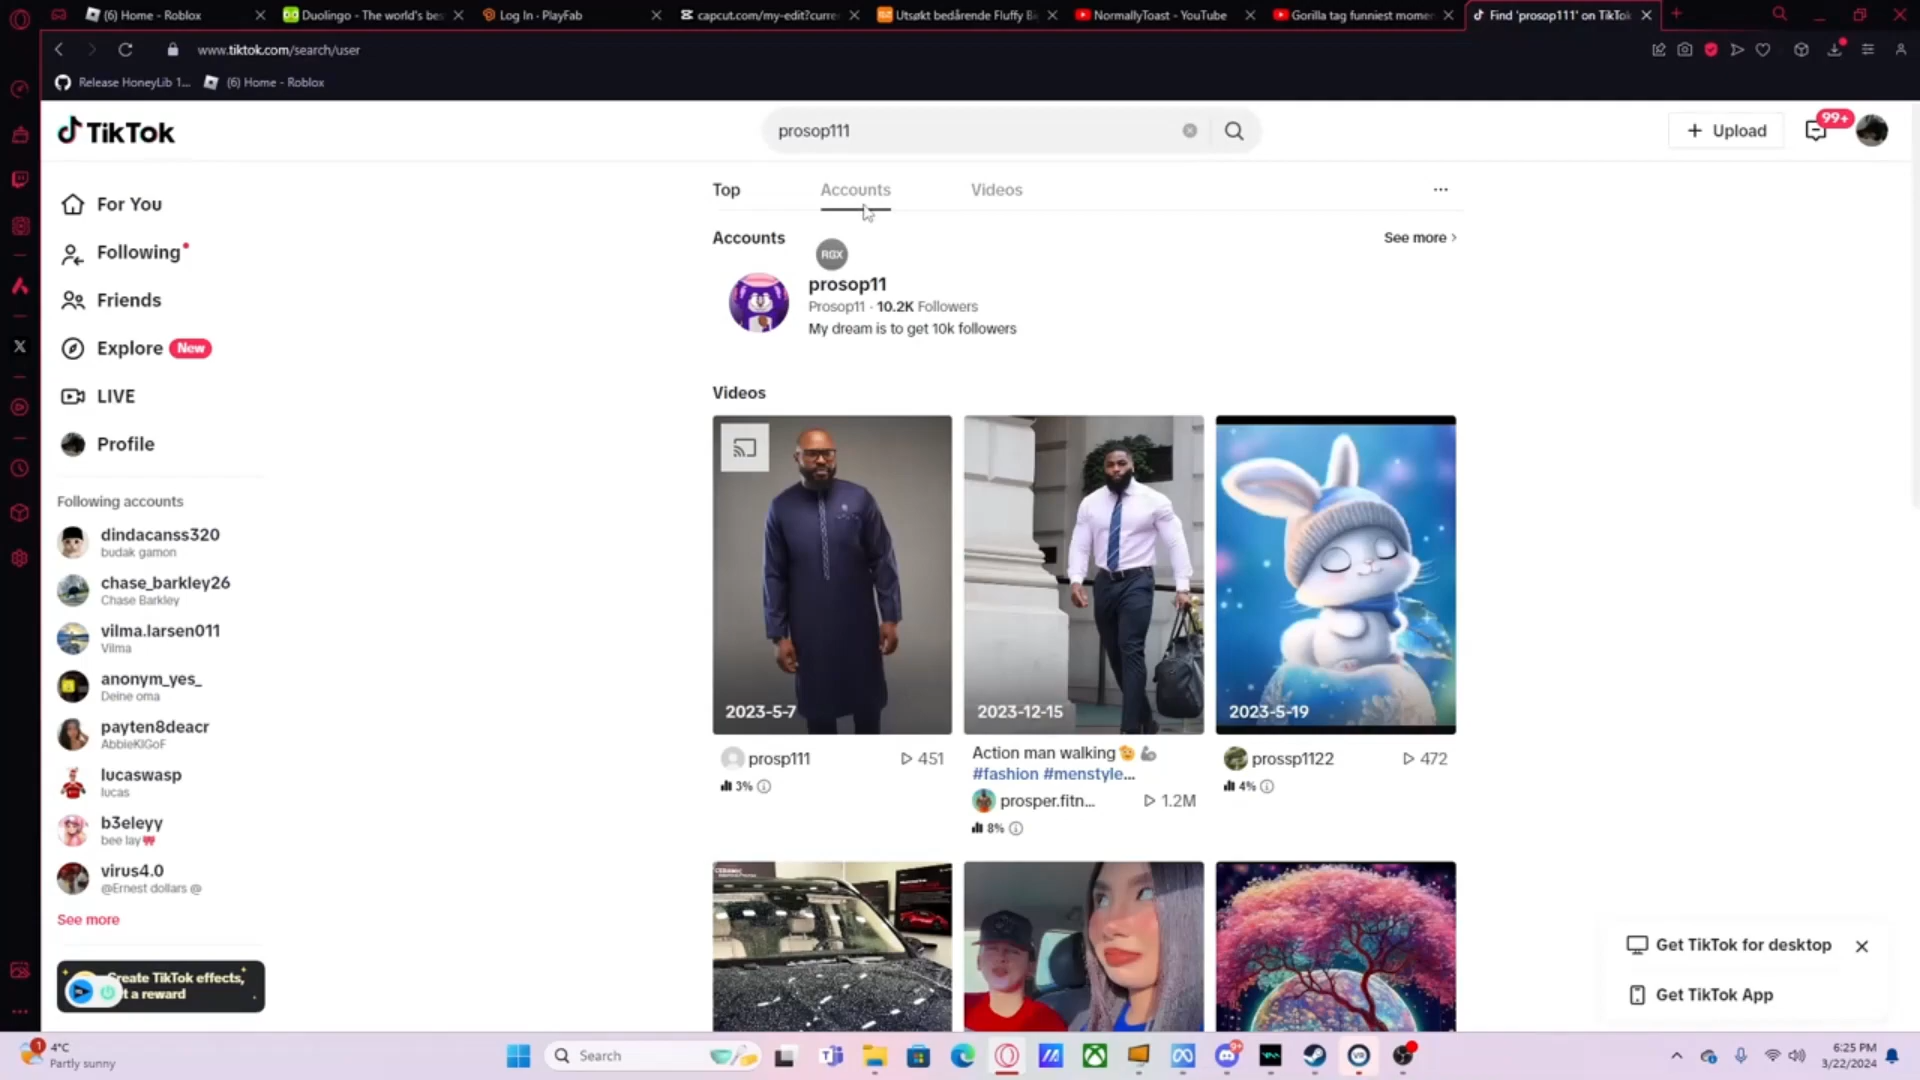 (6) Home - Roblox
Duolingo - The world's bes
Log In · PlayFab
capcut.com/my-edit?curre
Utsøkt bedårende Fluffy Bi
NormallyToast - YouTube
Gorilla tag funniest momen
Find 'prosop111' on TikTok
www.tiktok.com/search/user
Release HoneyLib 1...
(6) Home - Roblox
TikTok
prosop111
+ Upload
99+
For You
Following
Friends
Explore New
LIVE
Profile
Following accounts
dindacanss320
budak gamon
chase_barkley26
Chase Barkley
vilma.larsen011
Vilma
anonym_yes_
Deine oma
payten8deacr
AbbieKlGoF
lucaswasp
lucas
b3eleyy
bee lay
virus4.0
@Ernest dollars @
See more
Create TikTok effects,
t a reward
Top
Accounts
Videos
...
Accounts
See more >
RGX
prosop11
Prosop11 · 10.2K Followers
My dream is to get 10k followers
Videos
2023-5-7
2023-12-15
2023-5-19
prosp111
451
3%
Action man walking
#fashion #menstyle...
prosper.fitn...
1.2M
8%
prossp1122
472
4%
Get TikTok for desktop
Get TikTok App
1
4°C
Partly sunny
Search
9+
6:25 PM
3/22/2024